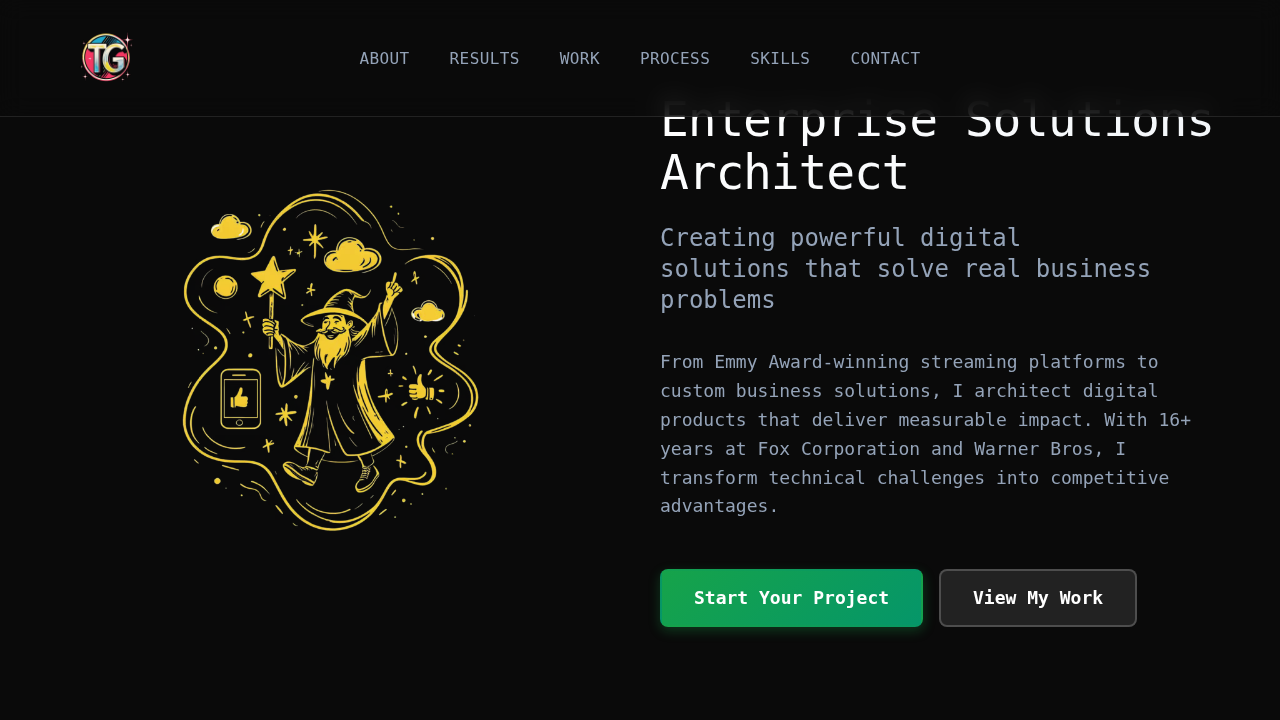 TG
ABOUT RESULTS WORK PROCESS SKILLS CONTACT
Enterprise Solutions
Architect
Creating powerful digital
solutions that solve real business
problems
From Emmy Award-winning streaming platforms to
custom business solutions, I architect digital
products that deliver measurable impact. With 16+
years at Fox Corporation and Warner Bros, I
transform technical challenges into competitive
advantages.
Start Your Project
View My Work